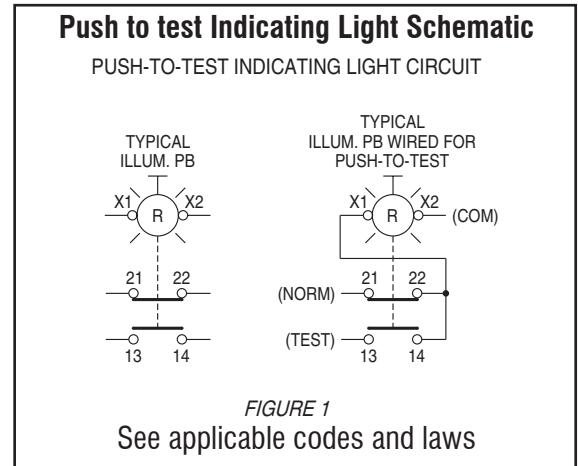 Push to test Indicating Light Schematic
PUSH-TO-TEST INDICATING LIGHT CIRCUIT
TYPICAL
ILLUM. PB
X1 R X2
21 22
13 14
TYPICAL
ILLUM. PB WIRED FOR
PUSH-TO-TEST
X1 R X2 (COM)
(NORM) 21 22
(TEST)
13 14
FIGURE 1
See applicable codes and laws